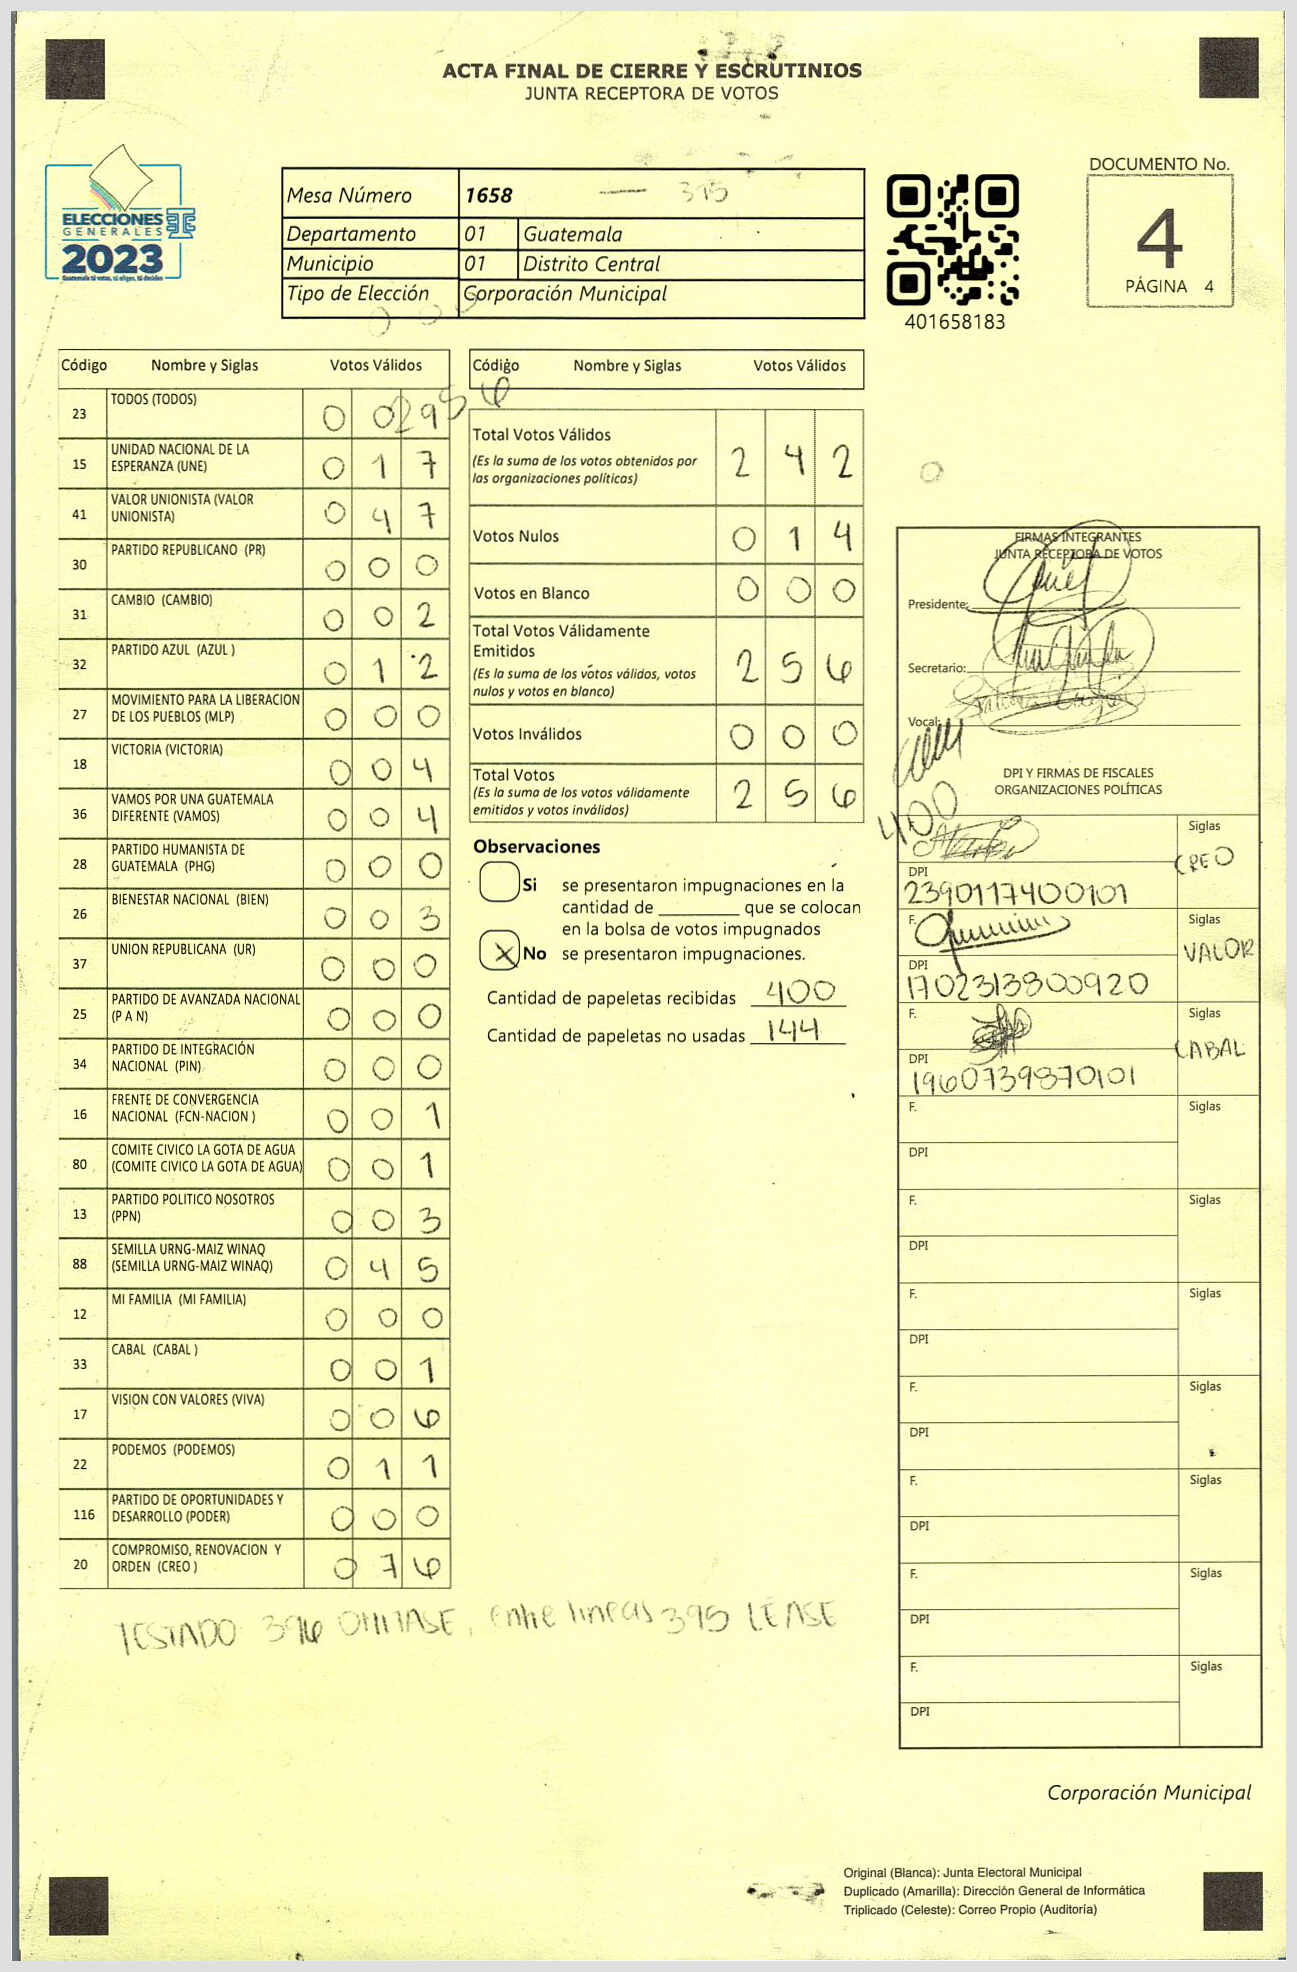 ACTA FINAL DE CIERRE Y ESCRUTINIOS
JUNTA RECEPTORA DE VOTOS
ELECCIONES
GENERALES
2023
Guatemala tú votas, tú eliges, tú decides
Mesa Número 1658
Departamento 01 Guatemala
Municipio 01 Distrito Central
Tipo de Elección Corporación Municipal
401658183
DOCUMENTO No.
4
PÁGINA 4
Código Nombre y Siglas Votos Válidos
23 TODOS (TODOS) 0 0 9
15 UNIDAD NACIONAL DE LA ESPERANZA (UNE) 0 1 7
41 VALOR UNIONISTA (VALOR UNIONISTA) 0 4 7
30 PARTIDO REPUBLICANO (PR) 0 0 0
31 CAMBIO (CAMBIO) 0 0 2
32 PARTIDO AZUL (AZUL ) 0 1 2
27 MOVIMIENTO PARA LA LIBERACION DE LOS PUEBLOS (MLP) 0 0 0
18 VICTORIA (VICTORIA) 0 0 4
36 VAMOS POR UNA GUATEMALA DIFERENTE (VAMOS) 0 0 4
28 PARTIDO HUMANISTA DE GUATEMALA (PHG) 0 0 0
26 BIENESTAR NACIONAL (BIEN) 0 0 3
37 UNION REPUBLICANA (UR) 0 0 0
25 PARTIDO DE AVANZADA NACIONAL (P A N) 0 0 0
34 PARTIDO DE INTEGRACIÓN NACIONAL (PIN) 0 0 0
16 FRENTE DE CONVERGENCIA NACIONAL (FCN-NACION ) 0 0 1
80 COMITE CIVICO LA GOTA DE AGUA (COMITE CIVICO LA GOTA DE AGUA) 0 0 1
13 PARTIDO POLITICO NOSOTROS (PPN) 0 0 3
88 SEMILLA URNG-MAIZ WINAQ (SEMILLA URNG-MAIZ WINAQ) 0 4 5
12 MI FAMILIA (MI FAMILIA) 0 0 0
33 CABAL (CABAL ) 0 0 1
17 VISION CON VALORES (VIVA) 0 0 6
22 PODEMOS (PODEMOS) 0 1 1
116 PARTIDO DE OPORTUNIDADES Y DESARROLLO (PODER) 0 0 0
20 COMPROMISO, RENOVACION Y ORDEN (CREO ) 0 7 6
TESTADO 396 OMITASE, entre lineas 395 LEASE
Código Nombre y Siglas Votos Válidos
Total Votos Válidos 2 4 2
(Es la suma de los votos obtenidos por
las organizaciones políticas)
Votos Nulos 0 1 4
Votos en Blanco 0 0 0
Total Votos Válidamente
Emitidos 2 5 6
(Es la suma de los votos válidos, votos
nulos y votos en blanco)
Votos Inválidos 0 0 0
Total Votos 2 5 6
(Es la suma de los votos válidamente
emitidos y votos inválidos)
Observaciones
Si se presentaron impugnaciones en la
cantidad de ________ que se colocan
en la bolsa de votos impugnados
X No se presentaron impugnaciones.
Cantidad de papeletas recibidas 400
Cantidad de papeletas no usadas 144
FIRMAS INTEGRANTES
JUNTA RECEPTORA DE VOTOS
Presidente:
Secretario:
Vocal:
DPI Y FIRMAS DE FISCALES
ORGANIZACIONES POLÍTICAS
400
F. Siglas CREO
DPI 2390117400101
F. Siglas VALOR
DPI 1702313800920
F. Siglas CABAL
DPI 1960739870101
F. Siglas
DPI
F. Siglas
DPI
F. Siglas
DPI
F. Siglas
DPI
F. Siglas
DPI
F. Siglas
DPI
F. Siglas
DPI
Corporación Municipal
Original (Blanca): Junta Electoral Municipal
Duplicado (Amarilla): Dirección General de Informática
Triplicado (Celeste): Correo Propio (Auditoría)